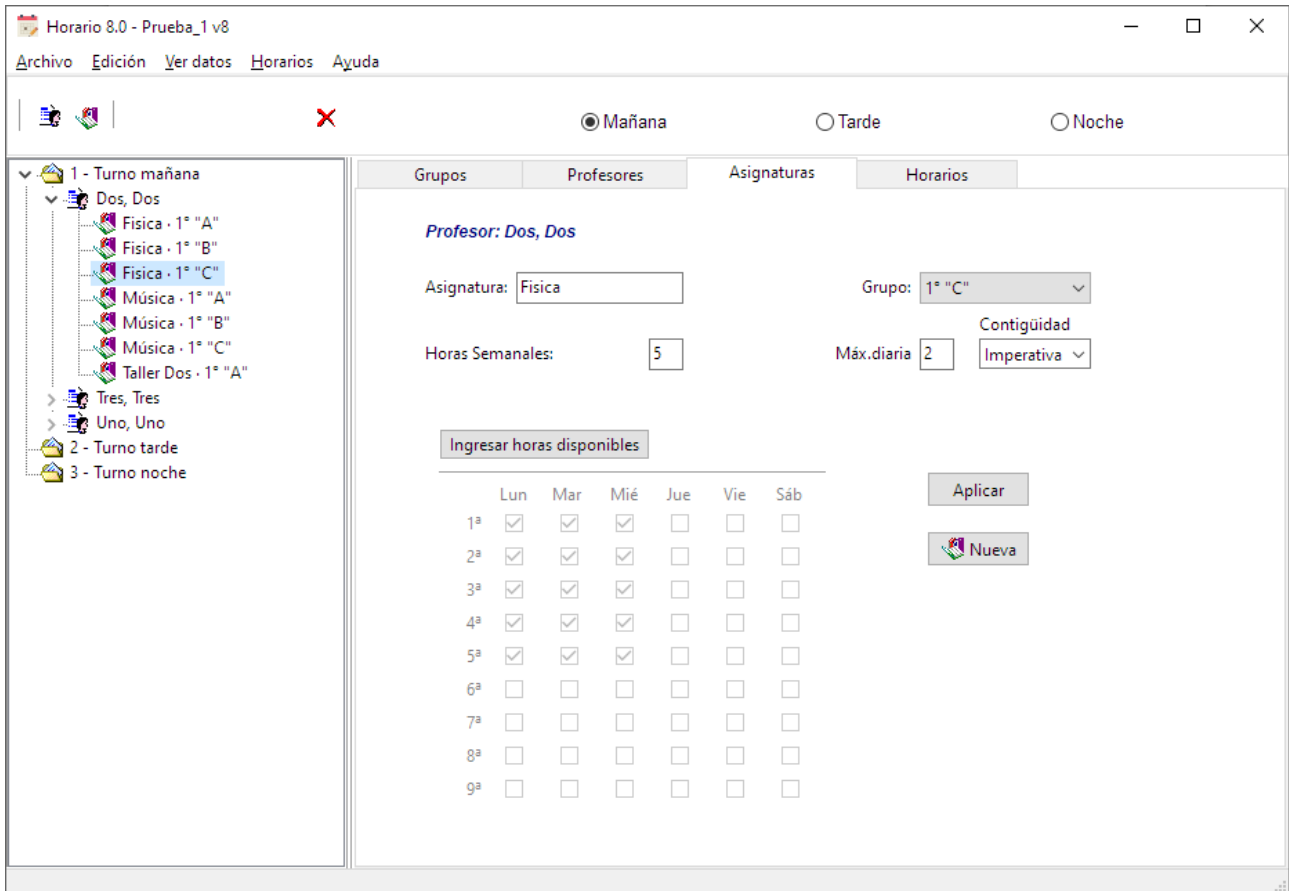 Horario 8.0 - Prueba_1 v8
Archivo Edición Ver datos Horarios Ayuda
Mañana Tarde Noche
1 - Turno mañana
Dos, Dos
Fisica · 1° "A"
Fisica · 1° "B"
Fisica · 1° "C"
Música · 1° "A"
Música · 1° "B"
Música · 1° "C"
Taller Dos · 1° "A"
Tres, Tres
Uno, Uno
2 - Turno tarde
3 - Turno noche
Grupos Profesores Asignaturas Horarios
Profesor: Dos, Dos
Asignatura: Fisica Grupo: 1° "C"
Contigüidad
Horas Semanales: 5 Máx.diaria 2 Imperativa
Ingresar horas disponibles
Lun Mar Mié Jue Vie Sáb
1ª
2ª
3ª
4ª
5ª
6ª
7ª
8ª
9ª
Aplicar
Nueva